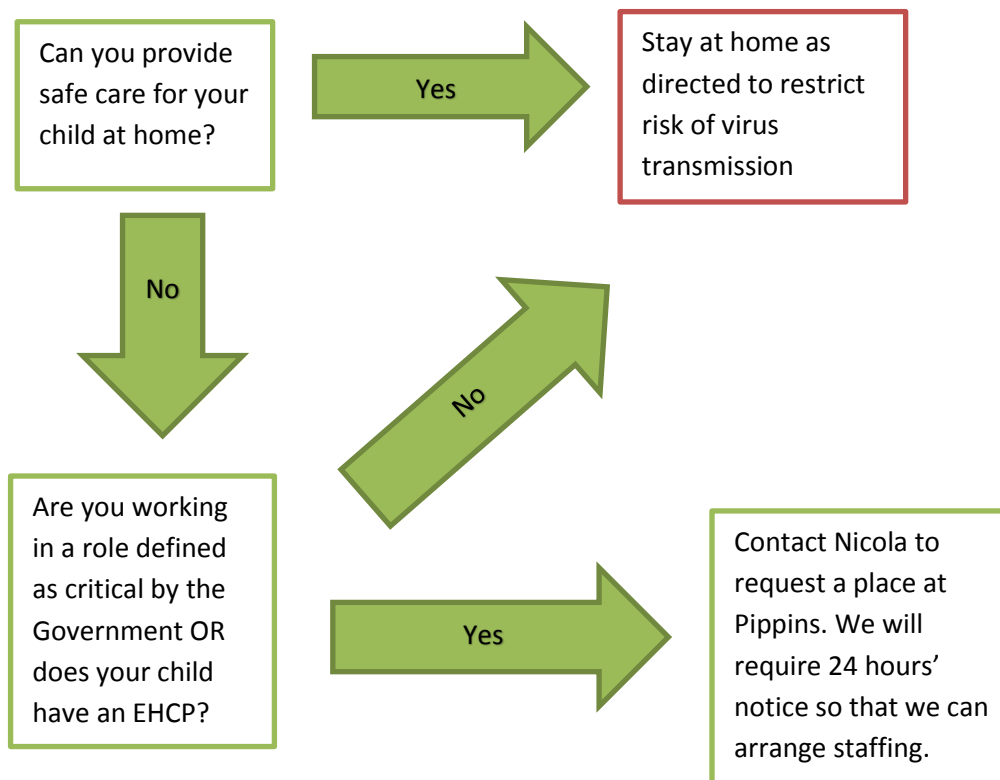 Can you provide
safe care for your
child at home?
Yes
Stay at home as
directed to restrict
risk of virus
transmission
No
No
Are you working
in a role defined
as critical by the
Government OR
does your child
have an EHCP?
Yes
Contact Nicola to
request a place at
Pippins. We will
require 24 hours’
notice so that we can
arrange staffing.